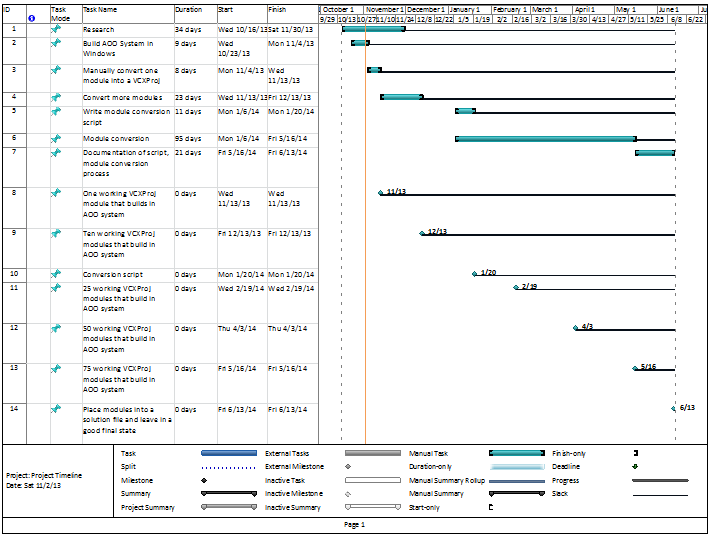 ID Task Mode Task Name Duration Start Finish
October 1 November 1 December 1 January 1 February 1 March 1 April 1 May 1 June 1 Ju
9/29 10/13 10/27 11/10 11/24 12/8 12/22 1/5 1/19 2/2 2/16 3/2 3/16 3/30 4/13 4/27 5/11 5/25 6/8 6/22
1 Research 34 days Wed 10/16/13 Sat 11/30/13
2 Build AOO System in Windows 9 days Wed 10/23/13 Mon 11/4/13
3 Manually convert one module into a VCXProj 8 days Mon 11/4/13 Wed 11/13/13
4 Convert more modules 23 days Wed 11/13/13 Fri 12/13/13
5 Write module conversion script 11 days Mon 1/6/14 Mon 1/20/14
6 Module conversion 95 days Mon 1/6/14 Fri 5/16/14
7 Documentation of script, module conversion process 21 days Fri 5/16/14 Fri 6/13/14
8 One working VCXProj module that builds in AOO system 0 days Wed 11/13/13 Wed 11/13/13 11/13
9 Ten working VCXProj modules that build in AOO system 0 days Fri 12/13/13 Fri 12/13/13 12/13
10 Conversion script 0 days Mon 1/20/14 Mon 1/20/14 1/20
11 25 working VCXProj modules that build in AOO system 0 days Wed 2/19/14 Wed 2/19/14 2/19
12 50 working VCXProj modules that build in AOO system 0 days Thu 4/3/14 Thu 4/3/14 4/3
13 75 working VCXProj modules that build in AOO system 0 days Fri 5/16/14 Fri 5/16/14 5/16
14 Place modules into a solution file and leave in a good final state 0 days Fri 6/13/14 Fri 6/13/14 6/13
Project: Project Timeline
Date: Sat 11/2/13
Task External Tasks Manual Task Finish-only
Split External Milestone Duration-only Deadline
Milestone Inactive Task Manual Summary Rollup Progress
Summary Inactive Milestone Manual Summary Slack
Project Summary Inactive Summary Start-only
Page 1